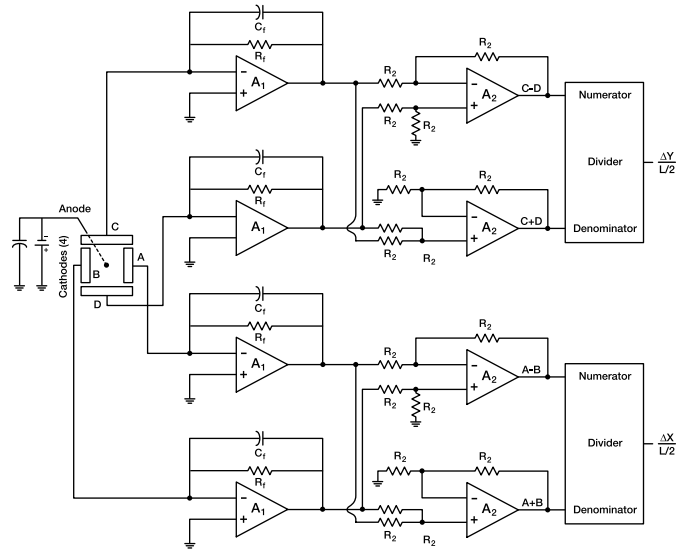 Cf
Rf
A1
R2
R2
A2
C–D
R2
R2
Numerator
Divider
Denominator
ΔY
L/2
Cf
Rf
A1
R2
R2
A2
C+D
R2
R2
Anode
C
A
B
D
Cathodes (4)
Cf
Rf
A1
R2
R2
A2
A–B
R2
R2
Numerator
Divider
Denominator
ΔX
L/2
Cf
Rf
A1
R2
R2
A2
A+B
R2
R2